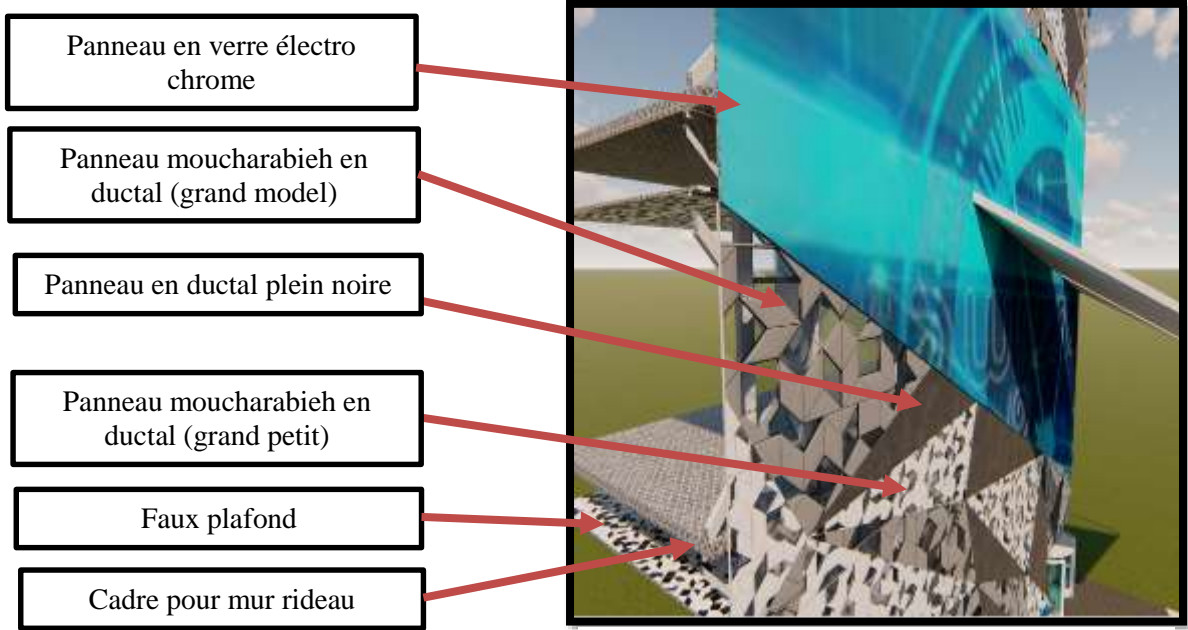 Panneau en verre électro
chrome
Panneau moucharabieh en
ductal (grand model)
Panneau en ductal plein noire
Panneau moucharabieh en
ductal (grand petit)
Faux plafond
Cadre pour mur rideau